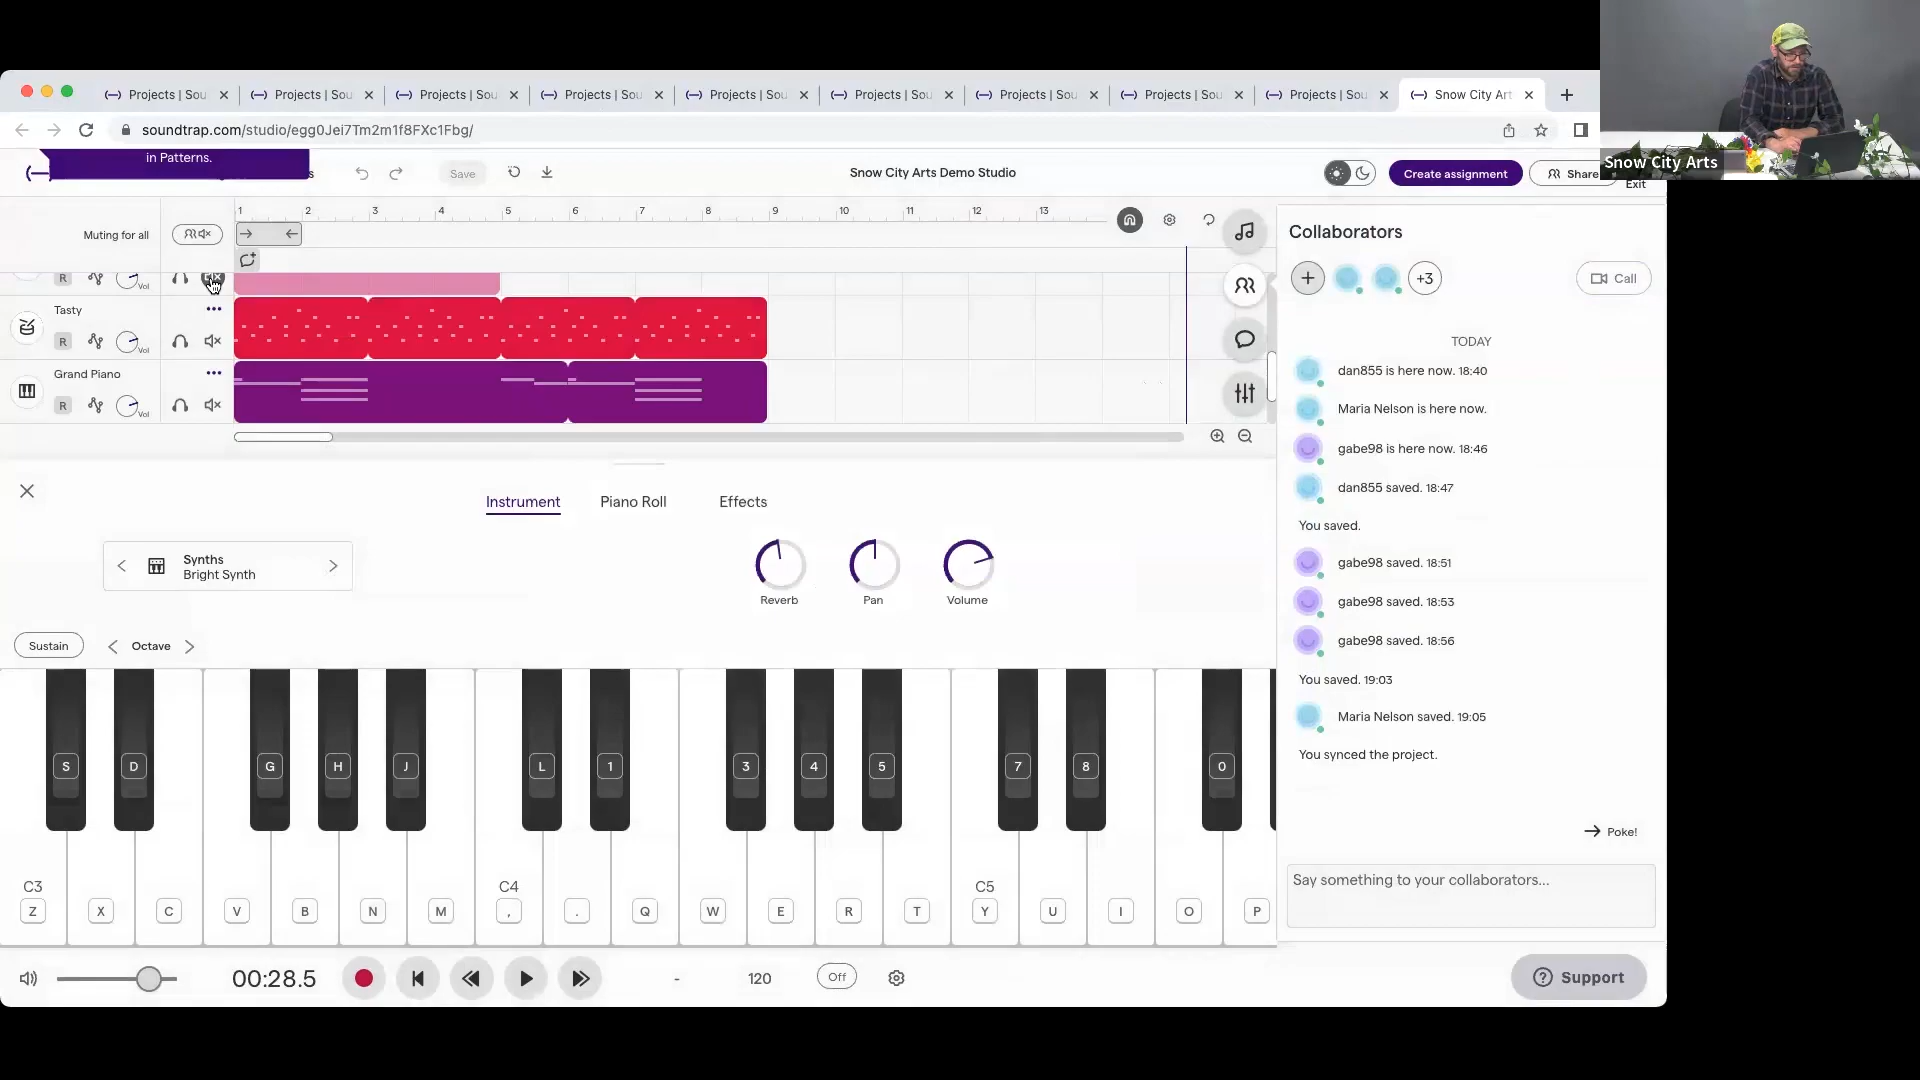 Projects | Sou
Projects | Sou
Projects | Sou
Projects | Sou
Projects | Sou
Projects | Sou
Projects | Sou
Projects | Sou
Projects | Sou
Snow City Art
soundtrap.com/studio/egg0Jei7Tm2m1f8FXc1Fbg/
Snow City Arts
in Patterns.
Save
Snow City Arts Demo Studio
Create assignment
Share
Exit
1 2 3 4 5 6 7 8 9 10 11 12 13
Muting for all
R
Vol
Tasty
R
Vol
Grand Piano
R
Vol
Instrument
Piano Roll
Effects
Synths
Bright Synth
Reverb
Pan
Volume
Sustain
Octave
S D G H J L 1 3 4 5 7 8 0
C3 C4 C5
Z X C V B N M , . Q W E R T Y U I O P
00:28.5
-
120
Off
Collaborators
+3
Call
TODAY
dan855 is here now. 18:40
Maria Nelson is here now.
gabe98 is here now. 18:46
dan855 saved. 18:47
You saved.
gabe98 saved. 18:51
gabe98 saved. 18:53
gabe98 saved. 18:56
You saved. 19:03
Maria Nelson saved. 19:05
You synced the project.
Poke!
Say something to your collaborators...
Support